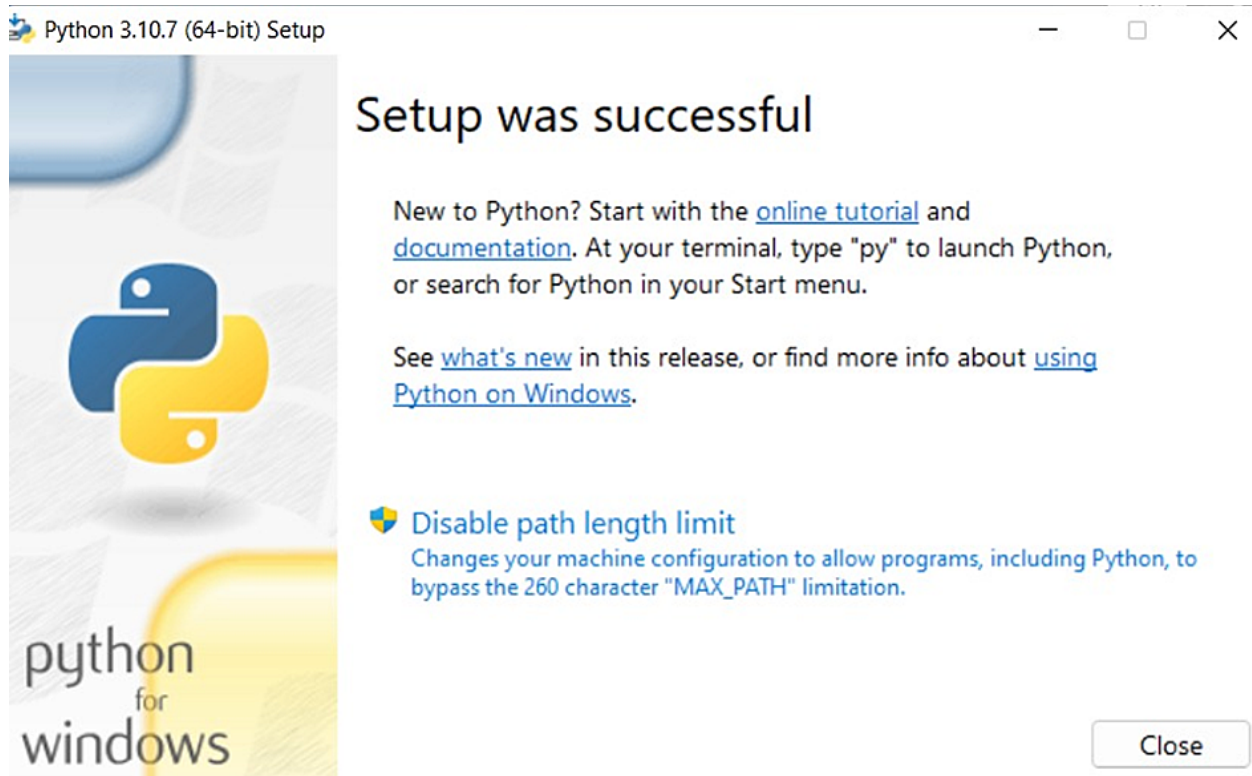 Python 3.10.7 (64-bit) Setup
Setup was successful
New to Python? Start with the online tutorial and
documentation. At your terminal, type "py" to launch Python,
or search for Python in your Start menu.
See what's new in this release, or find more info about using
Python on Windows.
Disable path length limit
Changes your machine configuration to allow programs, including Python, to
bypass the 260 character "MAX_PATH" limitation.
python
for
windows
Close